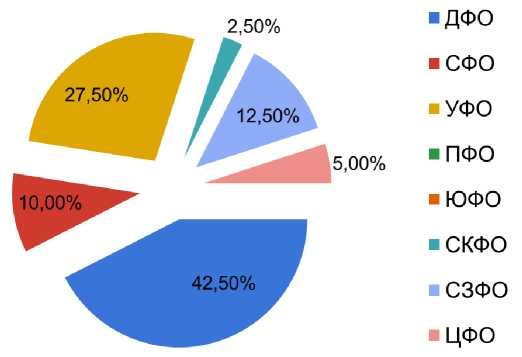 2,50%
27,50%
12,50%
5,00%
10,00%
42,50%
ДФО
СФО
УФО
ПФО
ЮФО
СКФО
СЗФО
ЦФО